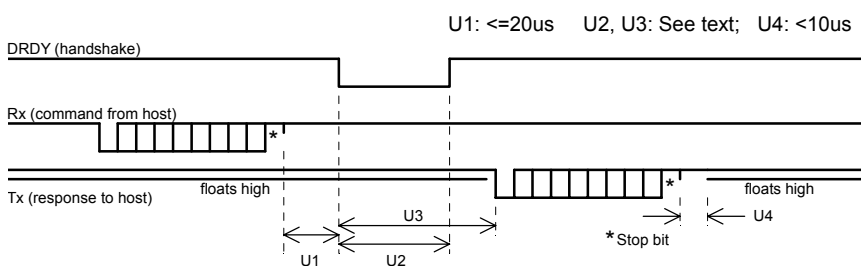 U1: <=20us U2, U3: See text; U4: <10us
DRDY (handshake)
Rx (command from host)
*
Tx (response to host)
floats high
*
floats high
U3
U4
*Stop bit
U1
U2